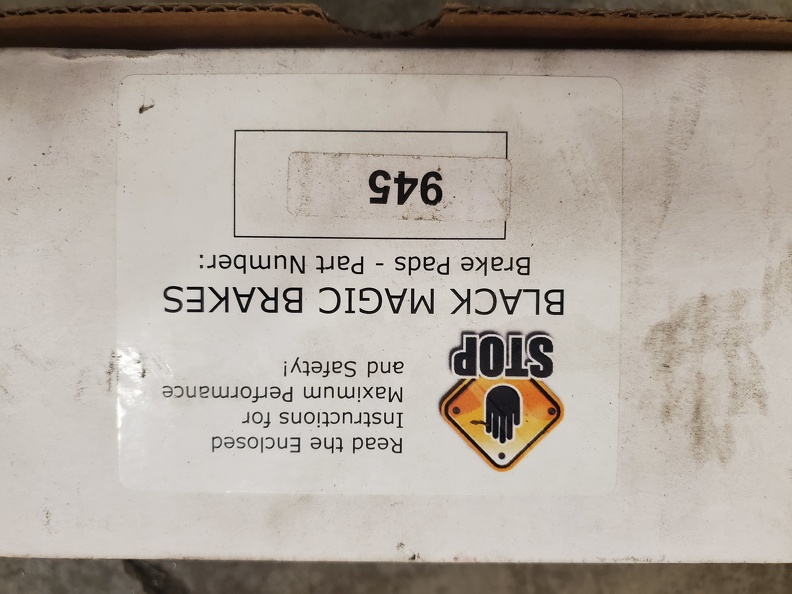 STOP
Read the Enclosed
Instructions for
Maximum Performance
and Safety!
BLACK MAGIC BRAKES
Brake Pads - Part Number:
945